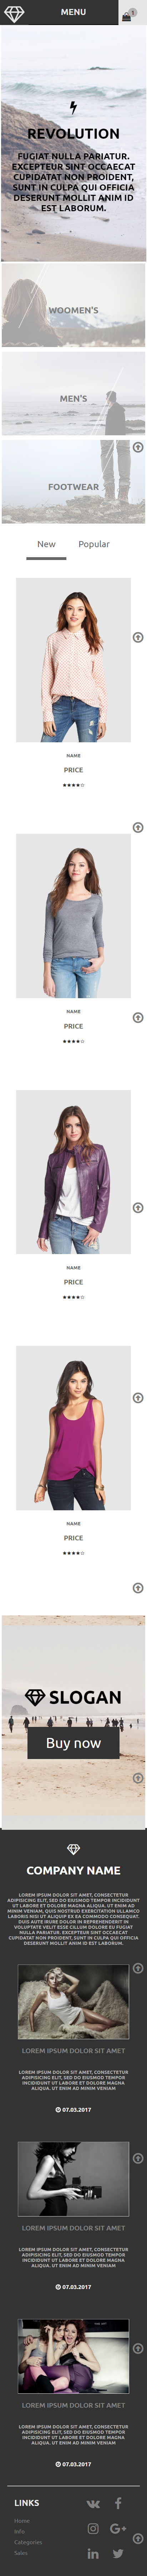 MENU
1
REVOLUTION
FUGIAT NULLA PARIATUR.
EXCEPTEUR SINT OCCAECAT
CUPIDATAT NON PROIDENT,
SUNT IN CULPA QUI OFFICIA
DESERUNT MOLLIT ANIM ID
EST LABORUM.
WOOMEN'S
MEN'S
FOOTWEAR
New Popular
NAME
PRICE
NAME
PRICE
NAME
PRICE
NAME
PRICE
SLOGAN
Buy now
COMPANY NAME
LOREM IPSUM DOLOR SIT AMET, CONSECTETUR
ADIPISICING ELIT, SED DO EIUSMOD TEMPOR INCIDIDUNT
UT LABORE ET DOLORE MAGNA ALIQUA. UT ENIM AD
MINIM VENIAM, QUIS NOSTRUD EXERCITATION ULLAMCO
LABORIS NISI UT ALIQUIP EX EA COMMODO CONSEQUAT.
DUIS AUTE IRURE DOLOR IN REPREHENDERIT IN
VOLUPTATE VELIT ESSE CILLUM DOLORE EU FUGIAT
NULLA PARIATUR. EXCEPTEUR SINT OCCAECAT
CUPIDATAT NON PROIDENT, SUNT IN CULPA QUI OFFICIA
DESERUNT MOLLIT ANIM ID EST LABORUM.
LOREM IPSUM DOLOR SIT AMET
LOREM IPSUM DOLOR SIT AMET, CONSECTETUR
ADIPISICING ELIT, SED DO EIUSMOD TEMPOR
INCIDIDUNT UT LABORE ET DOLORE MAGNA
ALIQUA. UT ENIM AD MINIM VENIAM
07.03.2017
LOREM IPSUM DOLOR SIT AMET
LOREM IPSUM DOLOR SIT AMET, CONSECTETUR
ADIPISICING ELIT, SED DO EIUSMOD TEMPOR
INCIDIDUNT UT LABORE ET DOLORE MAGNA
ALIQUA. UT ENIM AD MINIM VENIAM
07.03.2017
LOREM IPSUM DOLOR SIT AMET
LOREM IPSUM DOLOR SIT AMET, CONSECTETUR
ADIPISICING ELIT, SED DO EIUSMOD TEMPOR
INCIDIDUNT UT LABORE ET DOLORE MAGNA
ALIQUA. UT ENIM AD MINIM VENIAM
07.03.2017
LINKS
Home
Info
Categories
Sales